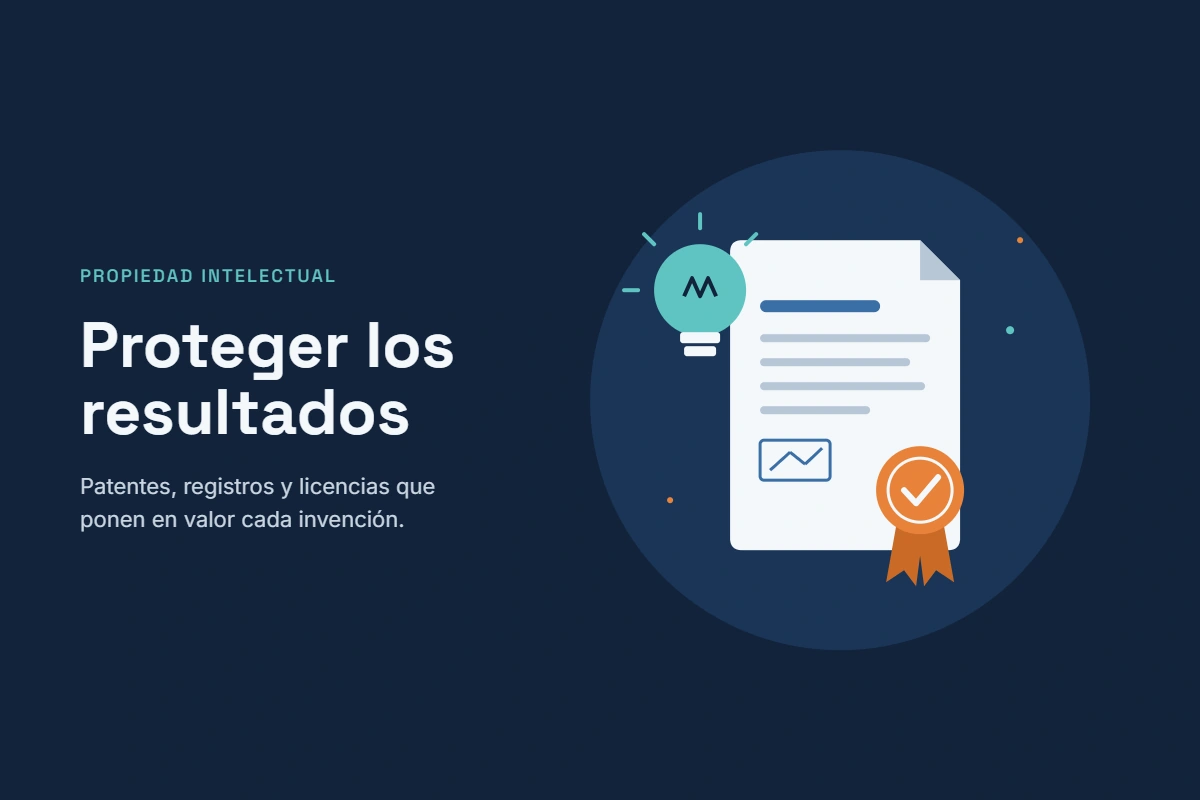 PROPIEDAD INTELECTUAL
Proteger los
resultados
Patentes, registros y licencias que
ponen en valor cada invención.